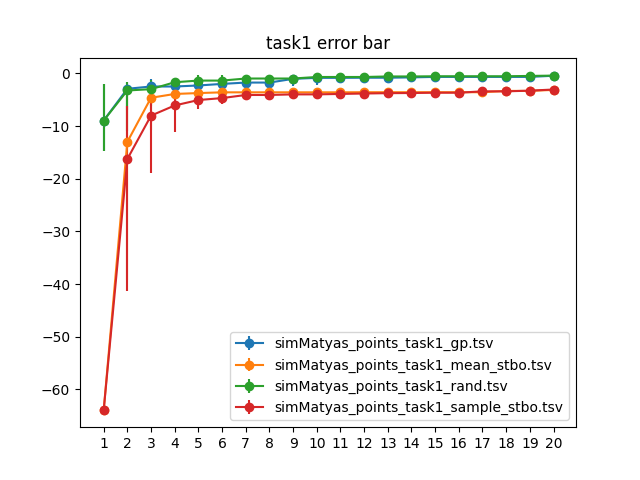 task1 error bar
0
−10
−20
−30
−40
−50
−60
simMatyas_points_task1_gp.tsv
simMatyas_points_task1_mean_stbo.tsv
simMatyas_points_task1_rand.tsv
simMatyas_points_task1_sample_stbo.tsv
1 2 3 4 5 6 7 8 9 10 11 12 13 14 15 16 17 18 19 20